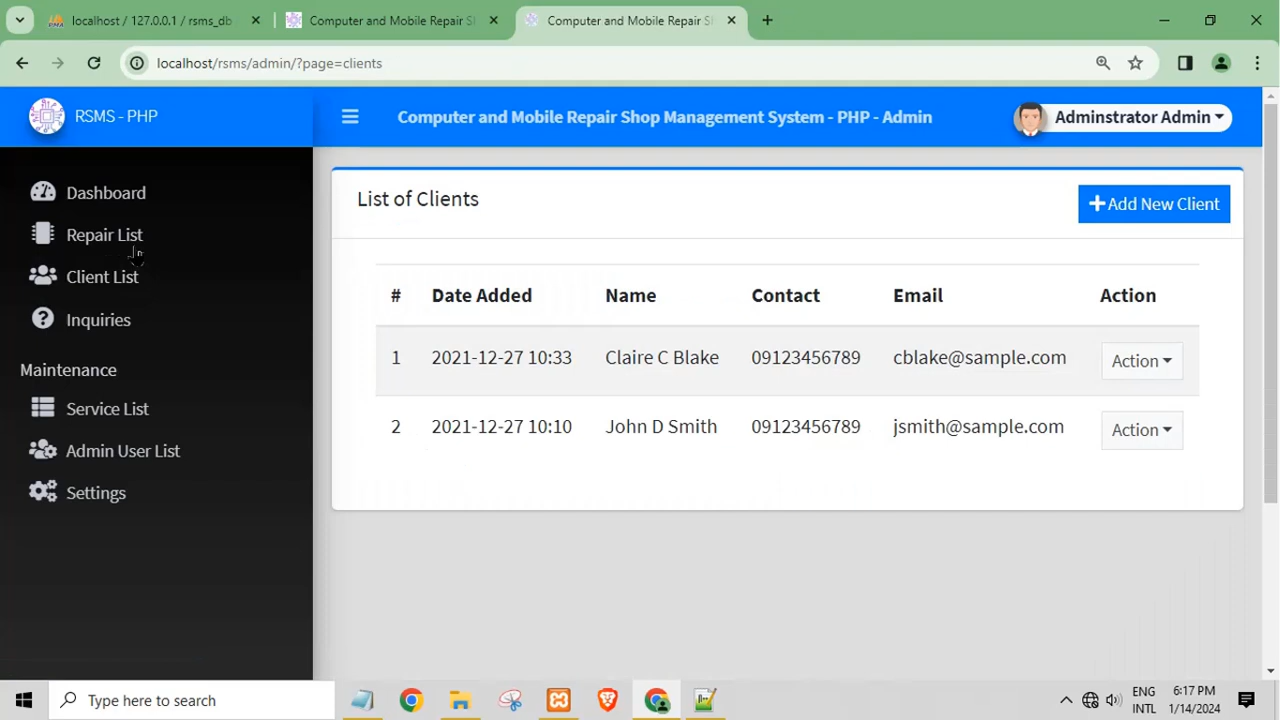 localhost / 127.0.0.1 / rsms_db
Computer and Mobile Repair S
Computer and Mobile Repair S
localhost/rsms/admin/?page=clients
RSMS - PHP
Computer and Mobile Repair Shop Management System - PHP - Admin
Adminstrator Admin
Dashboard
Repair List
Client List
Inquiries
Maintenance
Service List
Admin User List
Settings
List of Clients
Add New Client
# Date Added Name Contact Email Action
1 2021-12-27 10:33 Claire C Blake 09123456789 cblake@sample.com Action
2 2021-12-27 10:10 John D Smith 09123456789 jsmith@sample.com Action
Type here to search
ENG
INTL
6:17 PM
1/14/2024